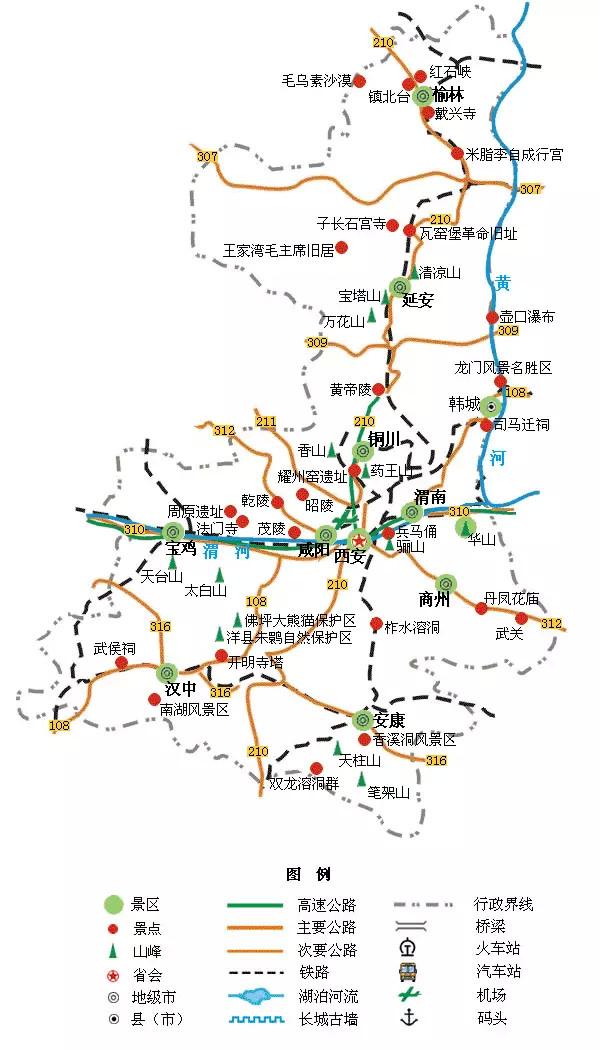 210
红石峡
毛乌素沙漠
镇北台
榆林
戴兴寺
米脂李自成行宫
307
307
子长石宫寺
210
瓦窑堡革命旧址
王家湾毛主席旧居
清凉山
宝塔山
延安
黄
万花山
壶口瀑布
309
309
龙门风景名胜区
黄帝陵
108
韩城
210
211
312
铜川
司马迁祠
香山
河
耀州窑遗址
药王山
乾陵
昭陵
渭南
周原遗址
310
310
法门寺
茂陵
兵马俑
华山
宝鸡
渭 河
咸阳
西安
骊山
天台山
太白山
210
商州
108
丹凤花庙
佛坪大熊猫保护区
316
柞水溶洞
312
洋县朱鹮自然保护区
武关
武侯祠
开明寺塔
汉中
316
南湖风景区
108
安康
香溪洞风景区
210
天柱山
316
双龙溶洞群
笔架山
图 例
景区
高速公路
行政界线
景点
主要公路
桥梁
山峰
次要公路
火车站
省会
铁路
汽车站
地级市
湖泊河流
机场
县（市）
长城古墙
码头